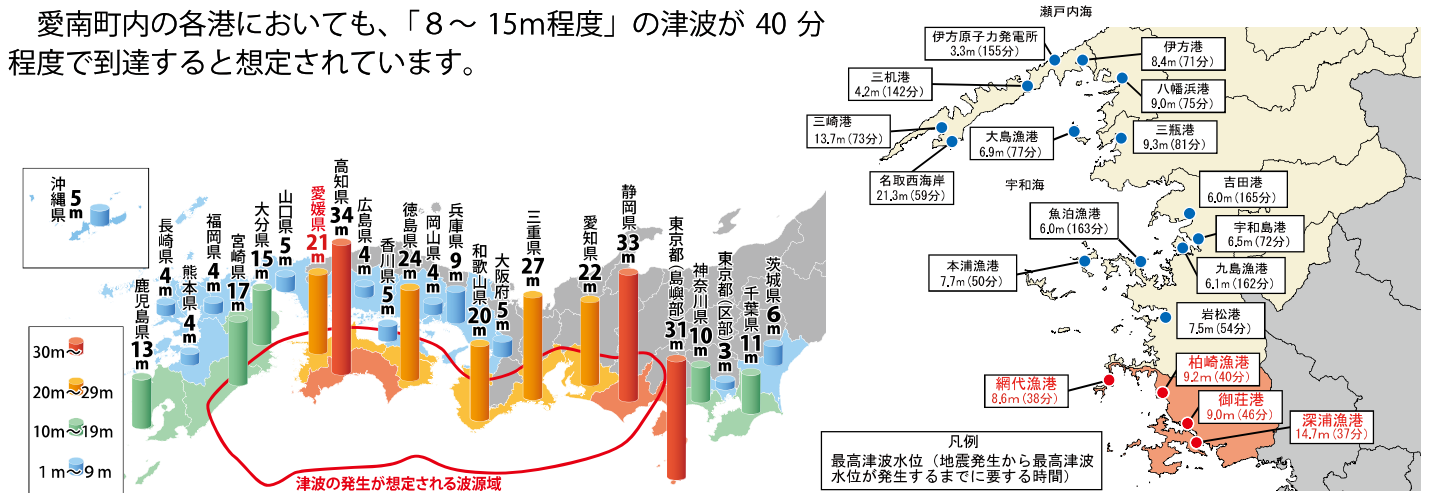 愛南町内の各港においても、「８～15m程度」の津波が 40 分
程度で到達すると想定されています。
沖縄県
5m
鹿児島県
13m
長崎県
4m
熊本県
4m
福岡県
4m
宮崎県
17m
大分県
15m
山口県
5m
愛媛県
21m
高知県
34m
広島県
4m
香川県
5m
徳島県
24m
岡山県
4m
兵庫県
9m
和歌山県
20m
大阪府
5m
三重県
27m
愛知県
22m
静岡県
33m
東京都（島嶼部）
31m
神奈川県
10m
東京都（区部）
3m
千葉県
11m
茨城県
6m
30m～
20m～29m
10m～19m
1m～9m
津波の発生が想定される波源域
瀬戸内海
伊方原子力発電所
3.3m(155分)
伊方港
8.4m(71分)
三机港
4.2m(142分)
八幡浜港
9.0m(75分)
三崎港
13.7m(73分)
大島漁港
6.9m(77分)
三瓶港
9.3m(81分)
名取西海岸
21.3m(59分)
宇和海
吉田港
6.0m(165分)
魚泊漁港
6.0m(163分)
宇和島港
6.5m(72分)
本浦漁港
7.7m(50分)
九島漁港
6.1m(162分)
岩松港
7.5m(54分)
柏崎漁港
9.2m(40分)
網代漁港
8.6m(38分)
御荘港
9.0m(46分)
深浦漁港
14.7m(37分)
凡例
最高津波水位（地震発生から最高津波
水位が発生するまでに要する時間）